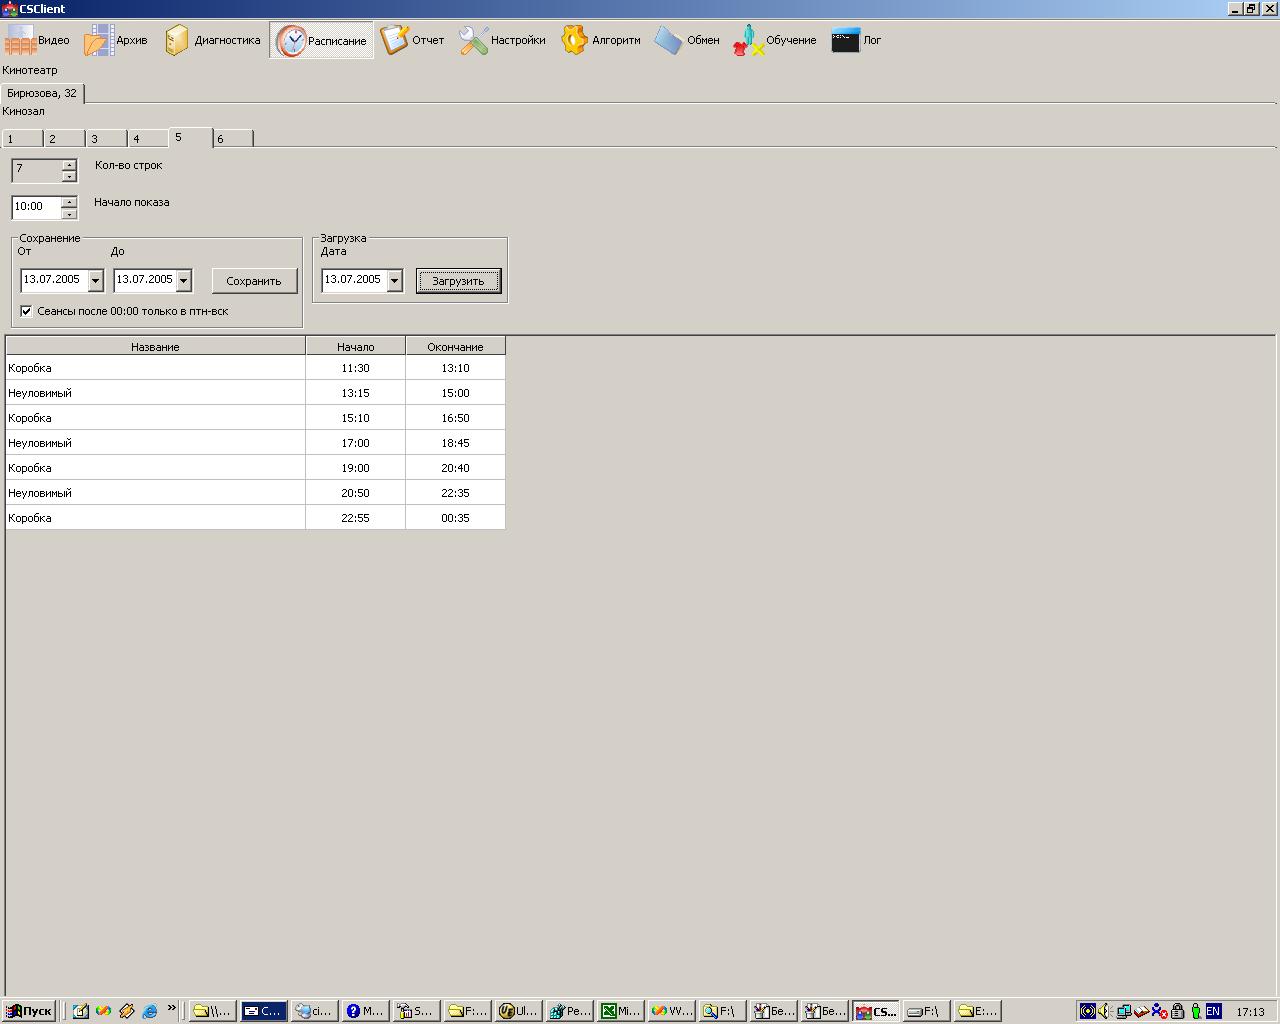 CSClient
Видео Архив Диагностика Расписание Отчет Настройки Алгоритм Обмен Обучение Лог
Кинотеатр
Бирюзова, 32
Кинозал
1 2 3 4 5 6
7 Кол-во строк
10:00 Начало показа
Сохранение Загрузка
От До Дата
13.07.2005 13.07.2005 Сохранить 13.07.2005 Загрузить
Сеансы после 00:00 только в птн-вск
Название Начало Окончание
Коробка 11:30 13:10
Неуловимый 13:15 15:00
Коробка 15:10 16:50
Неуловимый 17:00 18:45
Коробка 19:00 20:40
Неуловимый 20:50 22:35
Коробка 22:55 00:35
Пуск » \\... C... ci... M... S... F:... Ul... Pe... Mi... W... F:\ Бе... Бе... CS... F:\ E:... EN 17:13